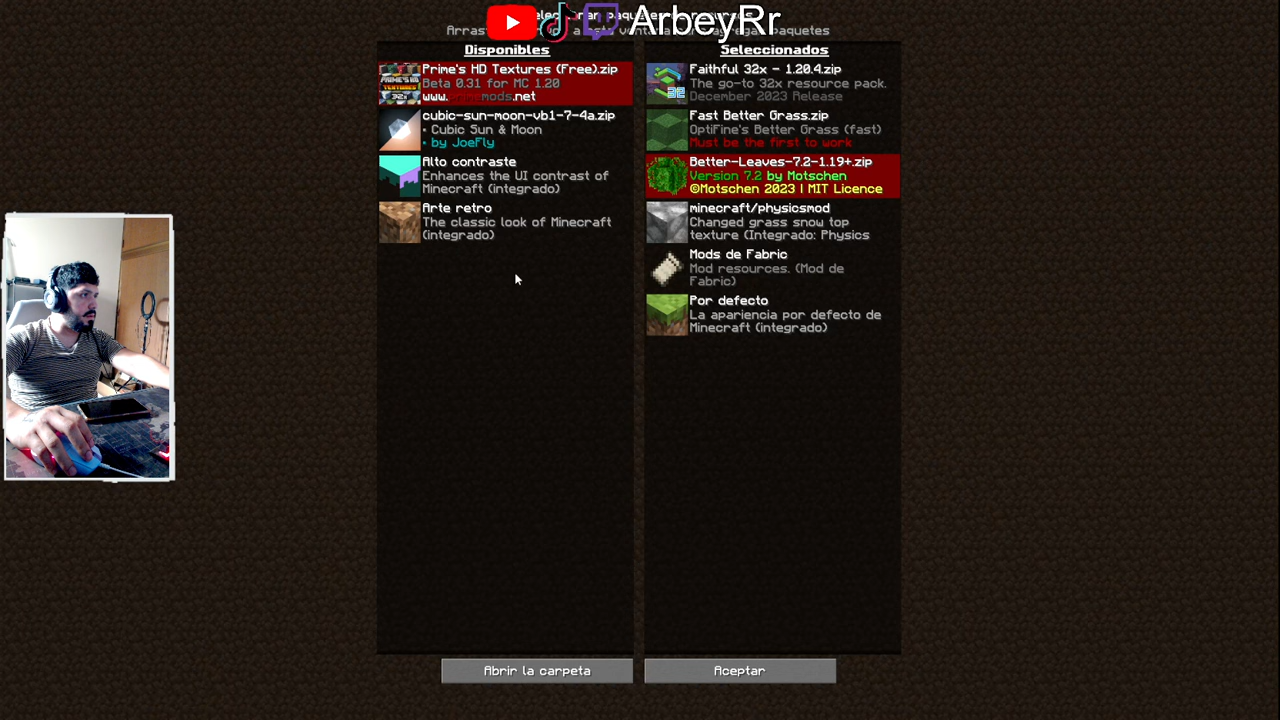 ArbeyRr
Disponibles
Prime's HD Textures (Free).zip
Beta 0.31 for MC 1.20
www. mods.net
cubic-sun-moon-vb1-7-4a.zip
• Cubic Sun & Moon
• by JoeFly
Alto contraste
Enhances the UI contrast of
Minecraft (integrado)
Arte retro
The classic look of Minecraft
(integrado)
Abrir la carpeta
Seleccionados
Faithful 32x - 1.20.4.zip
The go-to 32x resource pack.
December 2023 Release
Fast Better Grass.zip
OptiFine's Better Grass (fast)
Must be the first to work
Better-Leaves-7.2-1.19+.zip
Version 7.2 by Motschen
©Motschen 2023 | MIT Licence
minecraft/physicsmod
Changed grass snow top
texture (Integrado: Physics
Mods de Fabric
Mod resources. (Mod de
Fabric)
Por defecto
La apariencia por defecto de
Minecraft (integrado)
Aceptar